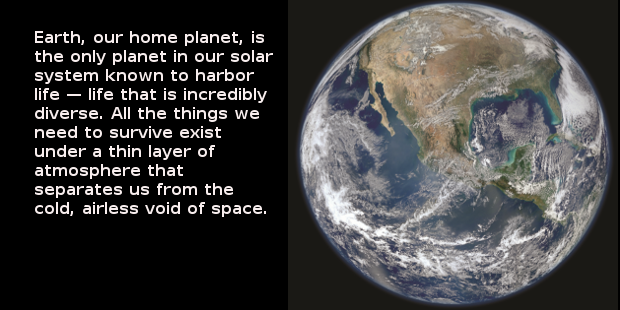 Earth, our home planet, is
the only planet in our solar
system known to harbor
life — life that is incredibly
diverse. All the things we
need to survive exist
under a thin layer of
atmosphere that
separates us from the
cold, airless void of space.